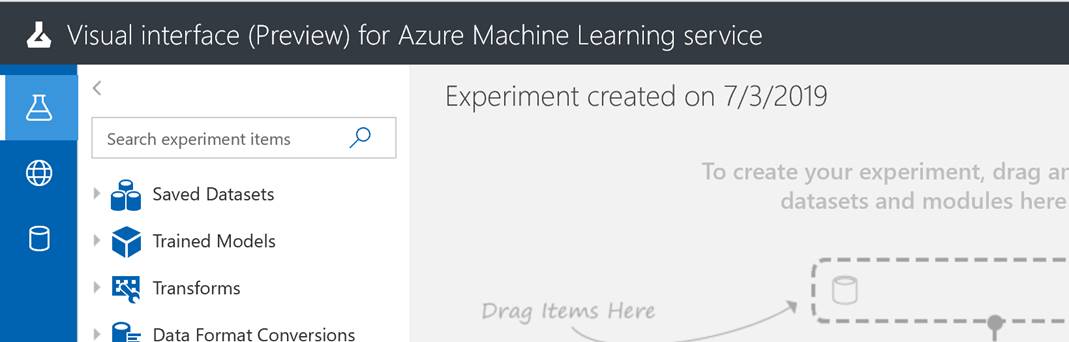 Visual interface (Preview) for Azure Machine Learning service
Experiment created on 7/3/2019
Search experiment items
Saved Datasets
Trained Models
Transforms
Data Format Conversions
To create your experiment, drag
datasets and modules here
Drag Items Here